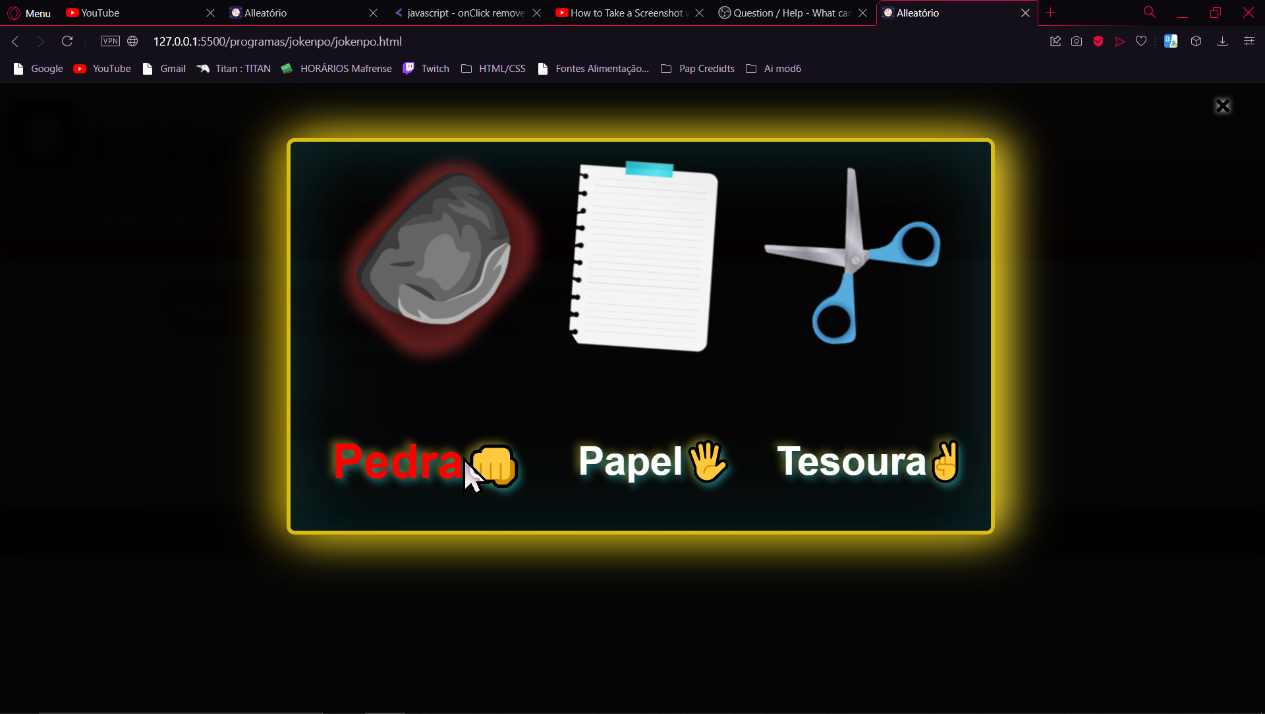 Menu
YouTube
Alleatório
javascript - onClick remove
How to Take a Screenshot
Question / Help - What can
Alleatório
VPN
127.0.0.1:5500/programas/jokenpo/jokenpo.html
Google
YouTube
Gmail
Titan : TITAN
HORÁRIOS Mafrense
Twitch
HTML/CSS
Fontes Alimentação...
Pap Credidts
Ai mod6
Pedra👊
Papel🖐
Tesoura✌